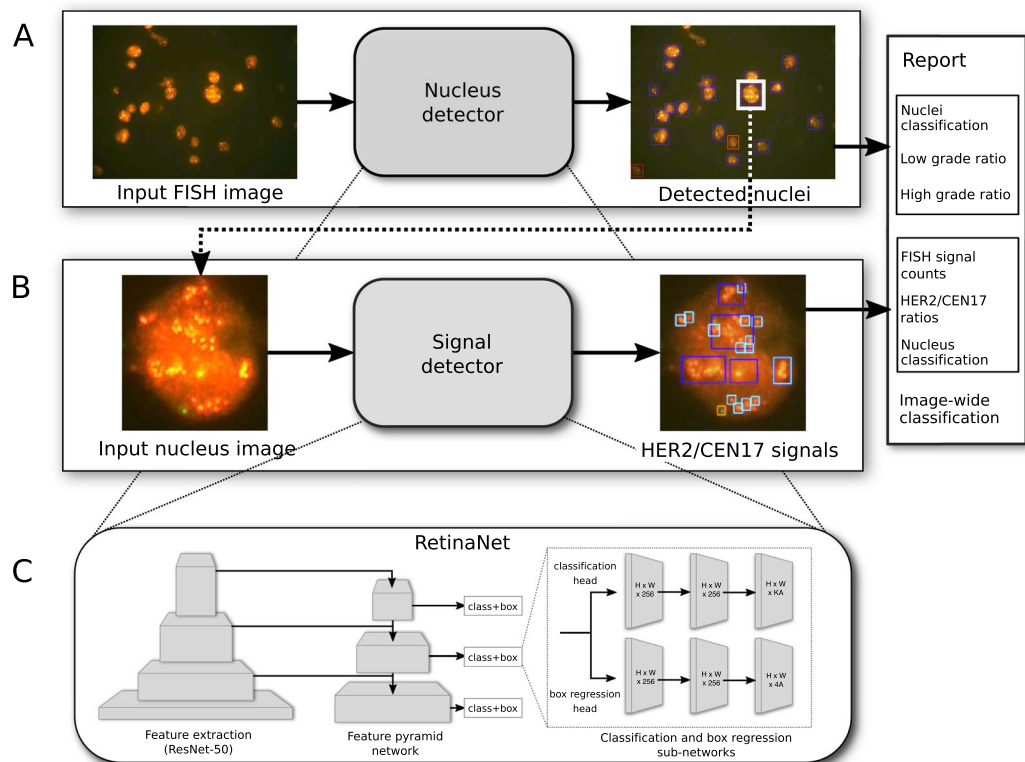 A
Input FISH image
Nucleus
detector
Detected nuclei
Report
Nuclei
classification
Low grade ratio
High grade ratio
FISH signal
counts
HER2/CEN17
ratios
Nucleus
classification
Image-wide
classification
B
Input nucleus image
Signal
detector
HER2/CEN17 signals
C
RetinaNet
Feature extraction
(ResNet-50)
Feature pyramid
network
class+box
class+box
class+box
classification
head
H x W
x 256
H x W
x 256
H x W
x KA
box regression
head
H x W
x 256
H x W
x 256
H x W
x 4A
Classification and box regression
sub-networks